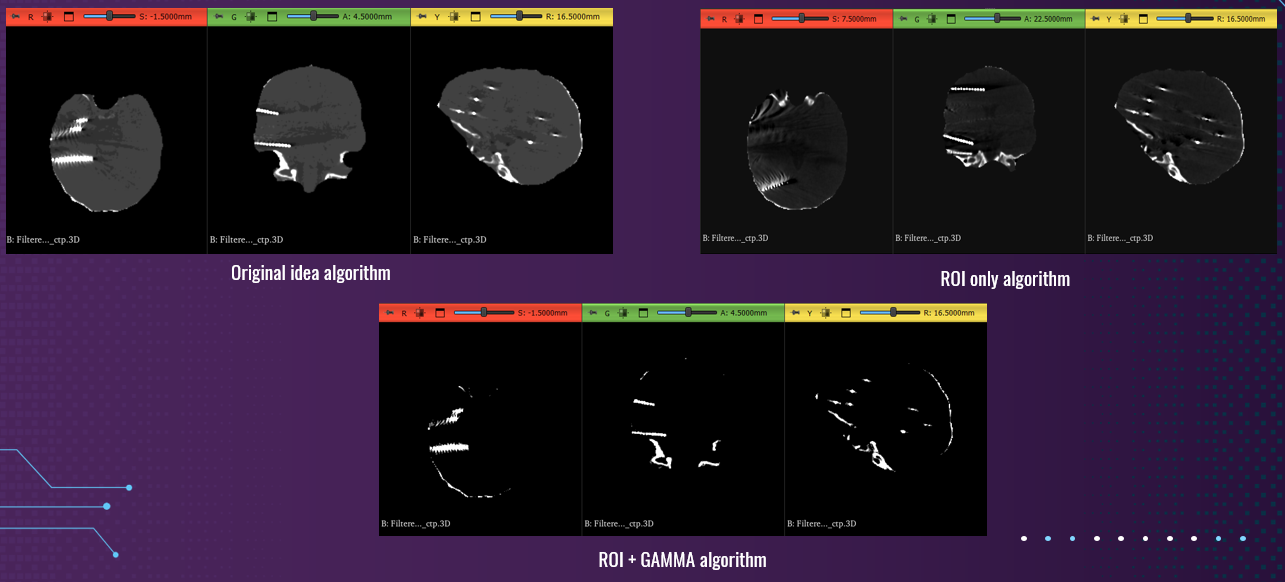 R S: -1.5000mm G A: 4.5000mm Y R: 16.5000mm
B: Filtere..._ctp.3D B: Filtere..._ctp.3D B: Filtere..._ctp.3D
Original idea algorithm
R S: 7.5000mm G A: 22.5000mm Y R: 16.5000mm
B: Filtere..._ctp.3D B: Filtere..._ctp.3D B: Filtere..._ctp.3D
ROI only algorithm
R S: -1.5000mm G A: 4.5000mm Y R: 16.5000mm
B: Filtere..._ctp.3D B: Filtere..._ctp.3D B: Filtere..._ctp.3D
ROI + GAMMA algorithm